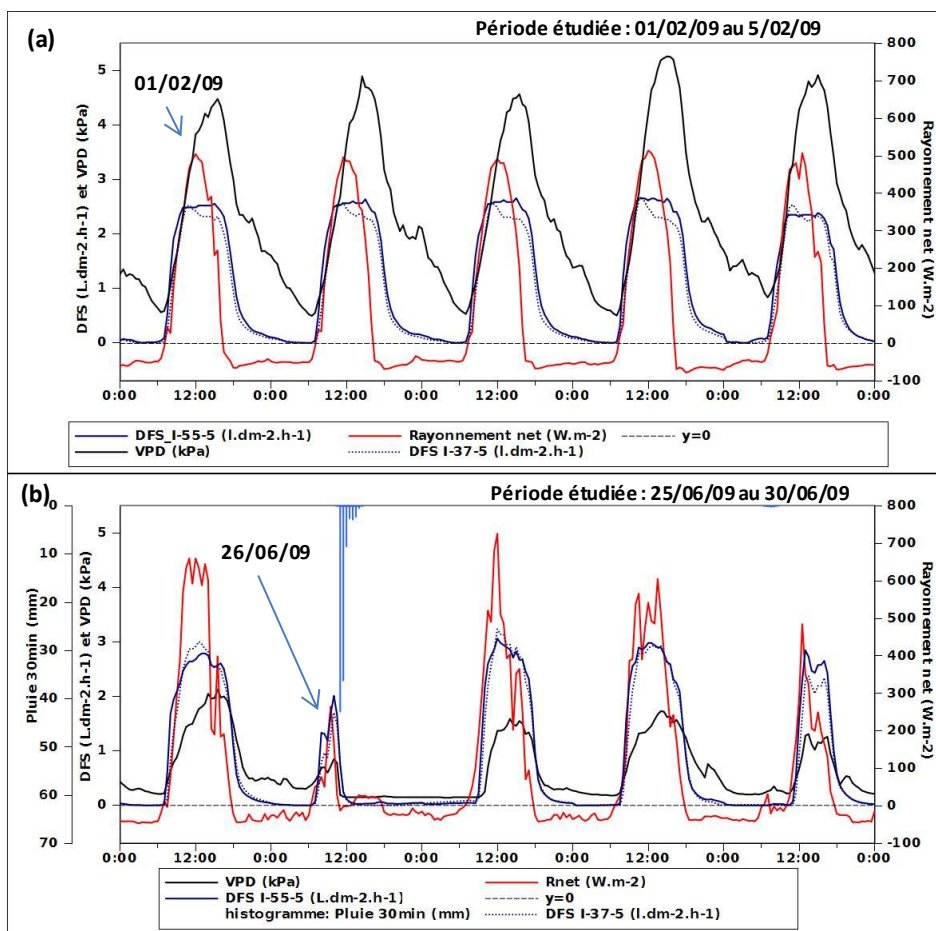 (a)
Période étudiée : 01/02/09 au 5/02/09
01/02/09
DFS (L.dm-2.h-1) et VPD (kPa)
5
4
3
2
1
0
Rayonnement net (W.m-2)
800
700
600
500
400
300
200
100
0
-100
0:00 12:00 0:00 12:00 0:00 12:00 0:00 12:00 0:00 12:00 0:00
DFS_I-55-5 (l.dm-2.h-1) Rayonnement net (W.m-2) y=0
VPD (kPa) DFS I-37-5 (l.dm-2.h-1)
(b)
Période étudiée : 25/06/09 au 30/06/09
26/06/09
Pluie 30min (mm)
0
10
20
30
40
50
60
70
DFS (L.dm-2.h-1) et VPD (kPa)
5
4
3
2
1
0
Rayonnement net (W.m-2)
800
700
600
500
400
300
200
100
0
-100
0:00 12:00 0:00 12:00 0:00 12:00 0:00 12:00 0:00 12:00 0:00
VPD (kPa) Rnet (W.m-2)
DFS I-55-5 (L.dm-2.h-1) y=0
histogramme: Pluie 30min (mm) DFS I-37-5 (l.dm-2.h-1)